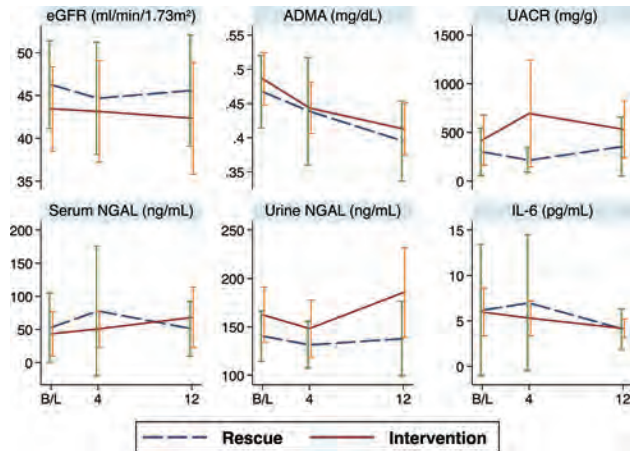 eGFR (ml/min/1.73m²) ADMA (mg/dL) UACR (mg/g)
50 .55 1500
45 .5 1000
40 .45 500
35 .4 0
.35
Serum NGAL (ng/mL) Urine NGAL (ng/mL) IL-6 (pg/mL)
200 250 15
150 200 10
100 150 5
50 100 0
0
B/L 4 12 B/L 4 12 B/L 4 12
Rescue Intervention